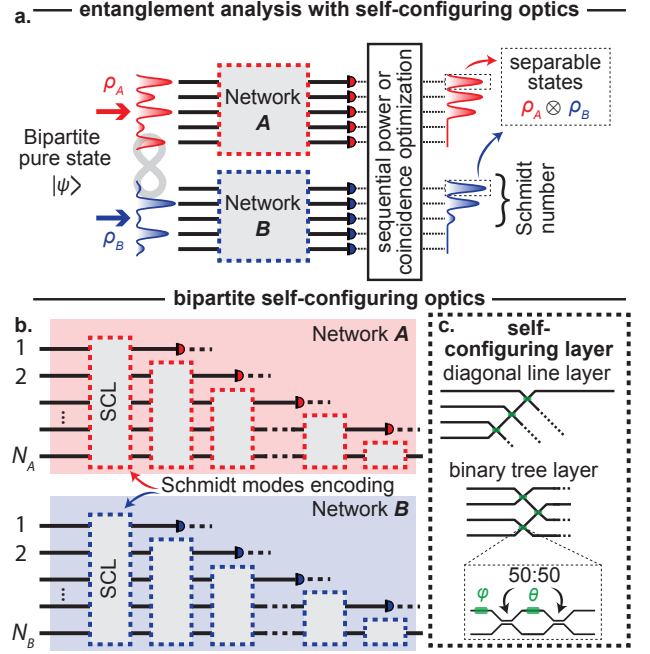 entanglement analysis with self-configuring optics
a.
ρA
Bipartite
pure state
|ψ⟩
ρB
Network
A
Network
B
sequential power or
coincidence optimization
separable
states
ρA ⊗ ρB
Schmidt
number
bipartite self-configuring optics
b.
Network A
1
2
...
NA
SCL
Schmidt modes encoding
Network B
1
2
...
NB
SCL
c.
self-
configuring
layer
diagonal line layer
binary tree layer
50:50
φ
θ